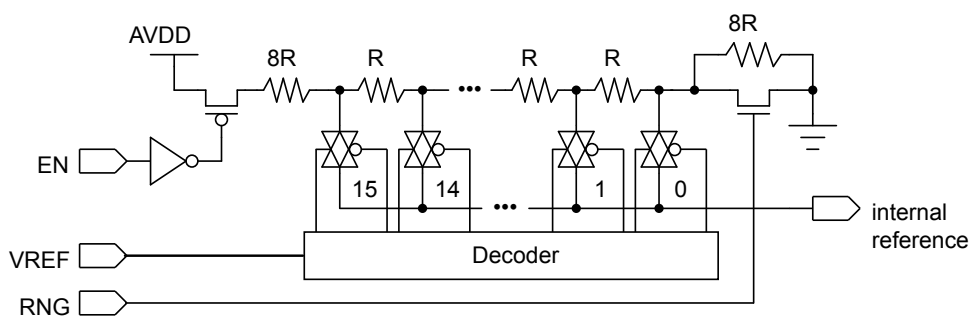 8R
AVDD
8R
R
R
R
...
EN
15
14
1
0
...
internal
reference
VREF
Decoder
RNG